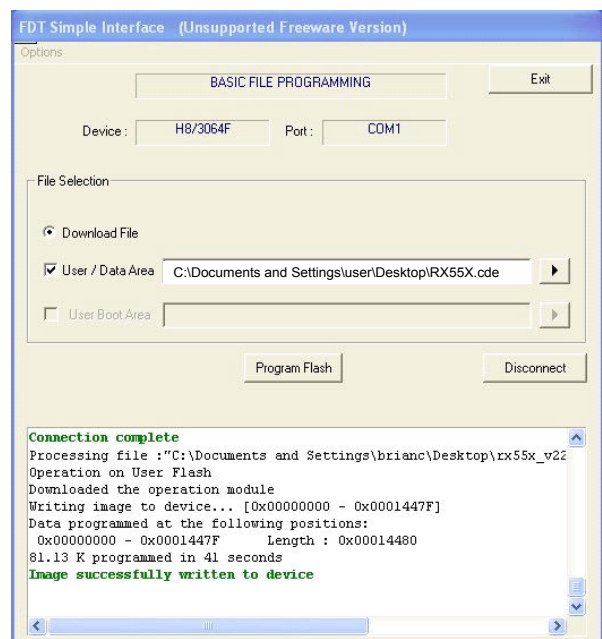 FDT Simple Interface (Unsupported Freeware Version)
Options
BASIC FILE PROGRAMMING
Exit
Device :
H8/3064F
Port :
COM1
File Selection
Download File
User / Data Area
C:\Documents and Settings\user\Desktop\RX55X.cde
User Boot Area
Program Flash
Disconnect
Connection complete
Processing file :"C:\Documents and Settings\brianc\Desktop\rx55x_v22
Operation on User Flash
Downloaded the operation module
Writing image to device... [0x00000000 - 0x0001447F]
Data programmed at the following positions:
0x00000000 - 0x0001447F Length : 0x00014480
81.13 K programmed in 41 seconds
Image successfully written to device